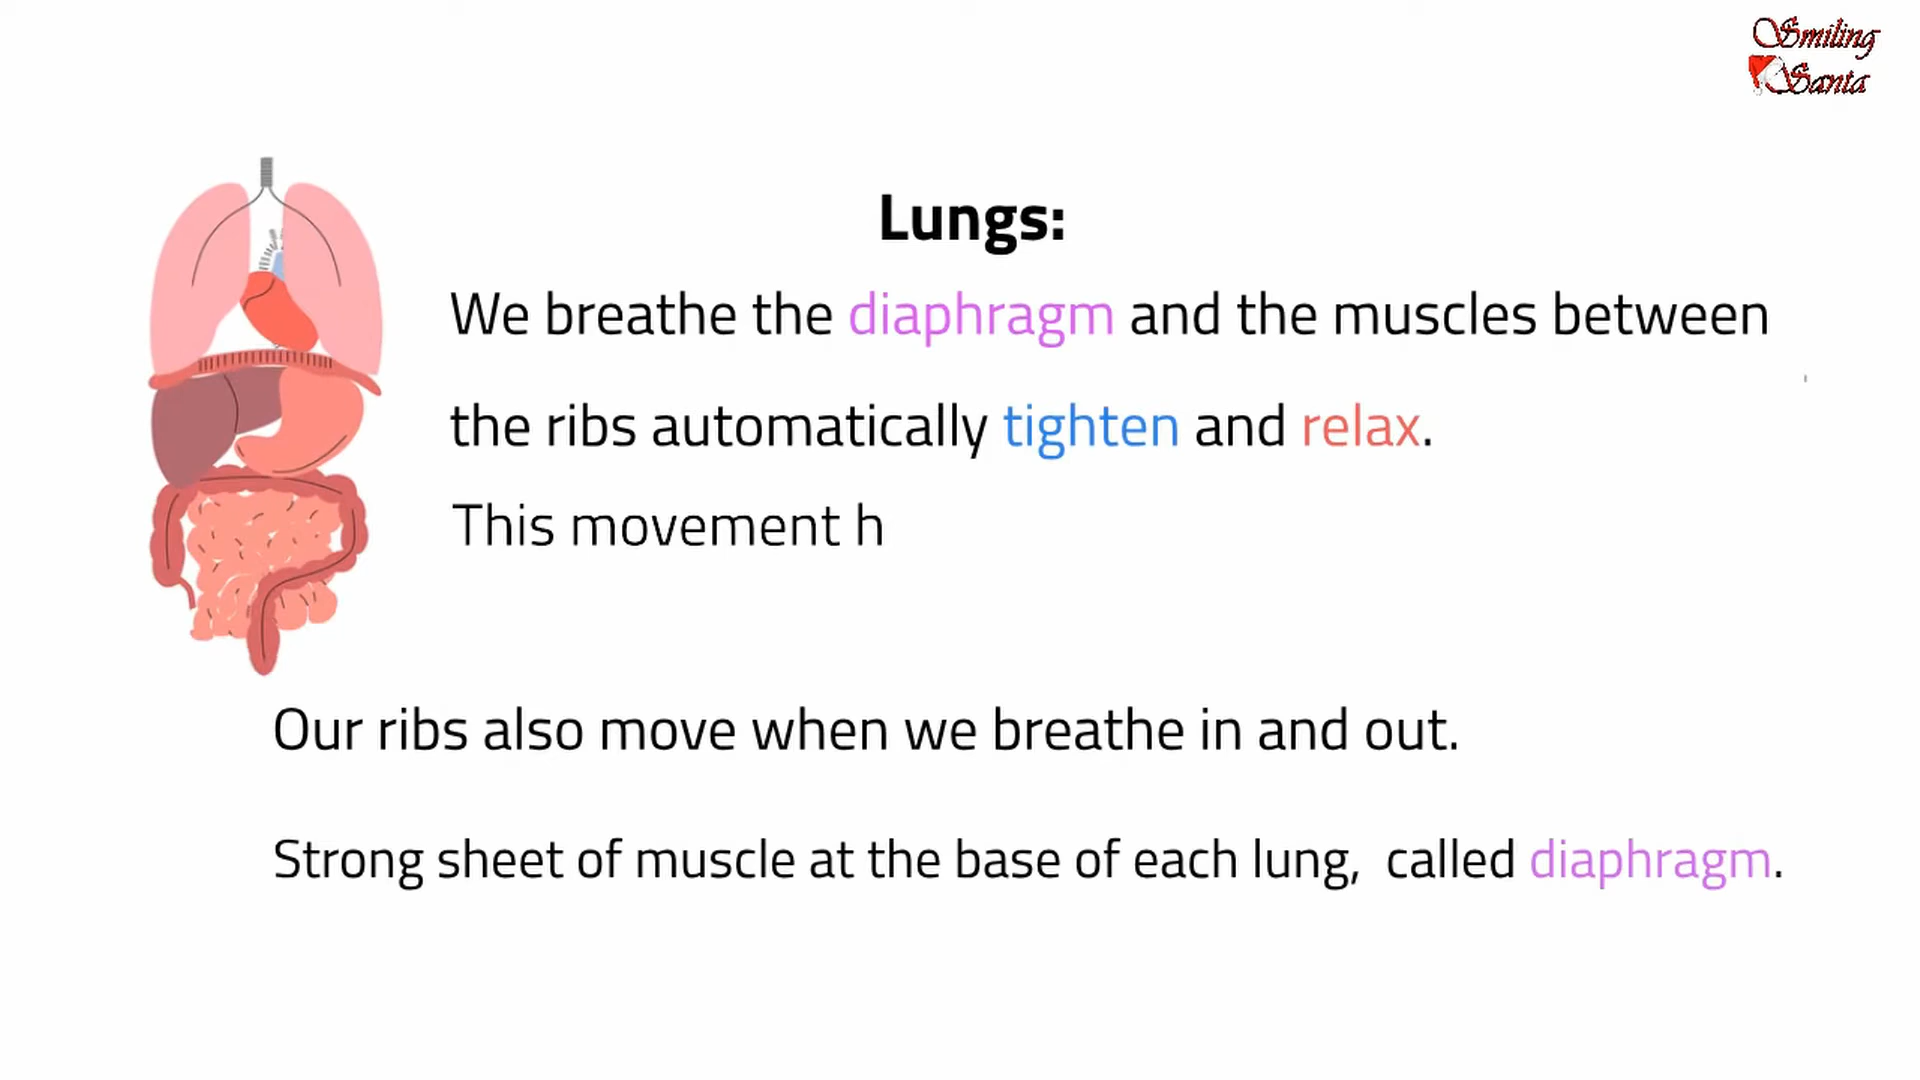 Smiling
Santa
Lungs:
We breathe the diaphragm and the muscles between
the ribs automatically tighten and relax.
This movement h
Our ribs also move when we breathe in and out.
Strong sheet of muscle at the base of each lung, called diaphragm.